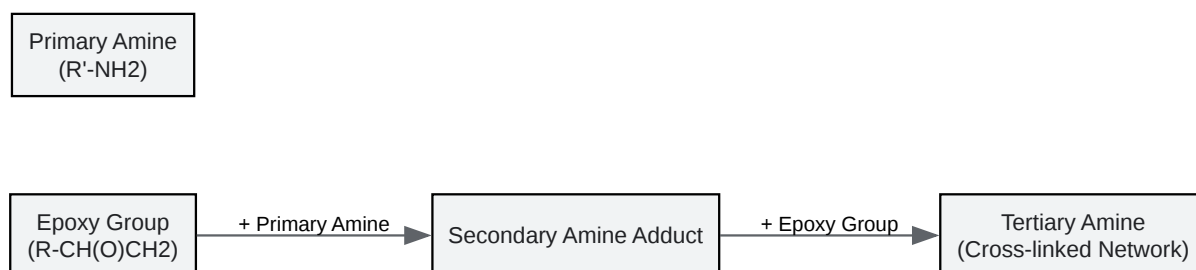 Primary Amine
(R'-NH2)
Epoxy Group
(R-CH(O)CH2)
+ Primary Amine
Secondary Amine Adduct
+ Epoxy Group
Tertiary Amine
(Cross-linked Network)